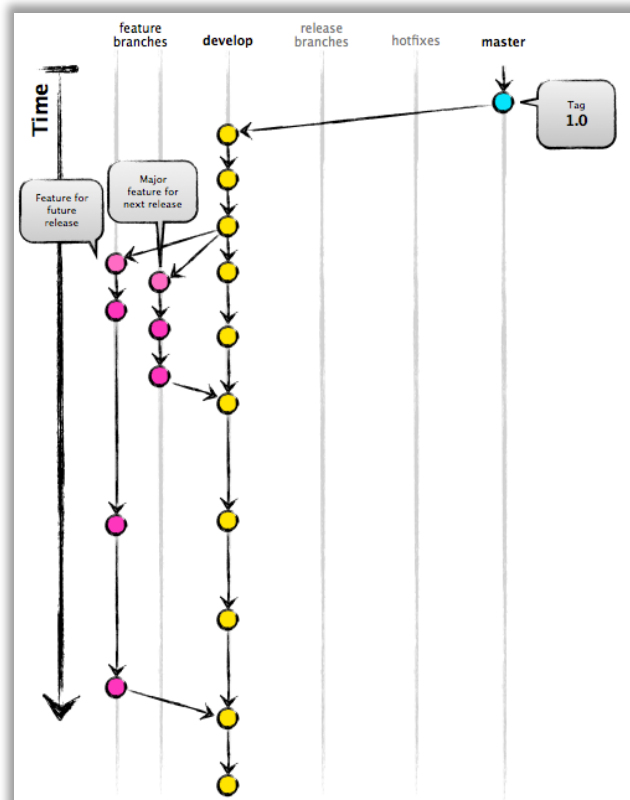 feature
branches
develop
release
branches
hotfixes
master
Time
Tag
1.0
Major
feature for
next release
Feature for
future
release